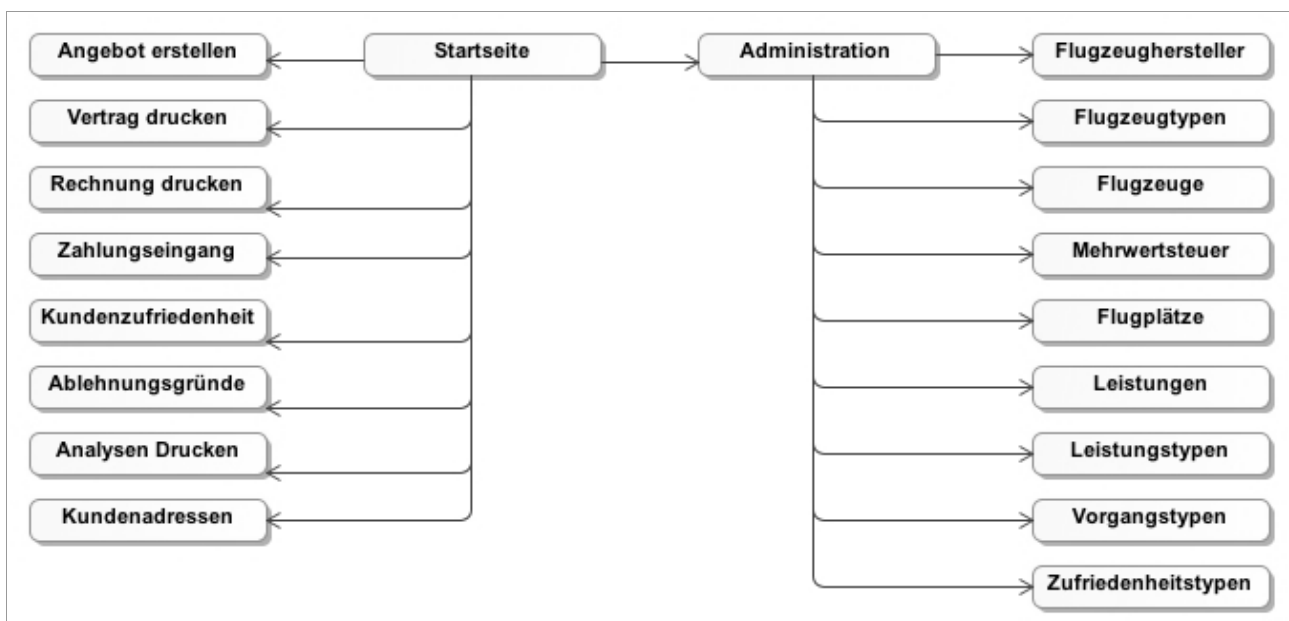 Angebot erstellen
Startseite
Administration
Flugzeughersteller
Vertrag drucken
Flugzeugtypen
Rechnung drucken
Flugzeuge
Zahlungseingang
Mehrwertsteuer
Kundenzufriedenheit
Flugplätze
Ablehnungsgründe
Leistungen
Analysen Drucken
Leistungstypen
Kundenadressen
Vorgangstypen
Zufriedenheitstypen